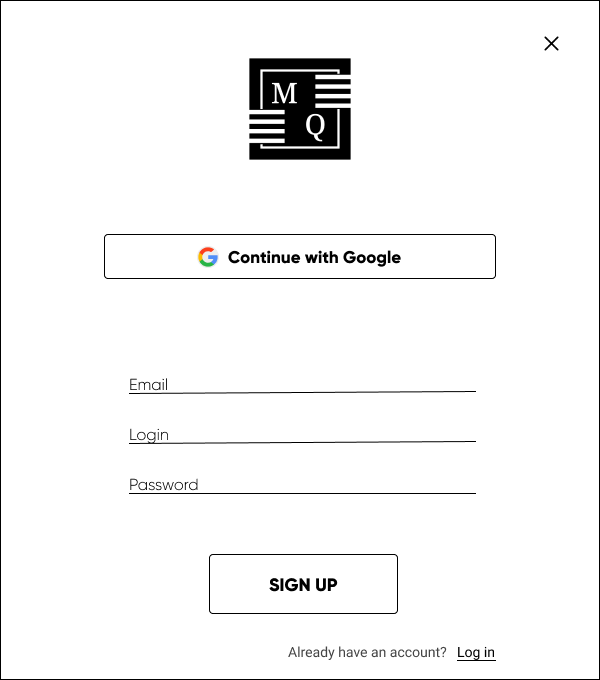 M
Q
Continue with Google
Email
Login
Password
SIGN UP
Already have an account? Log in